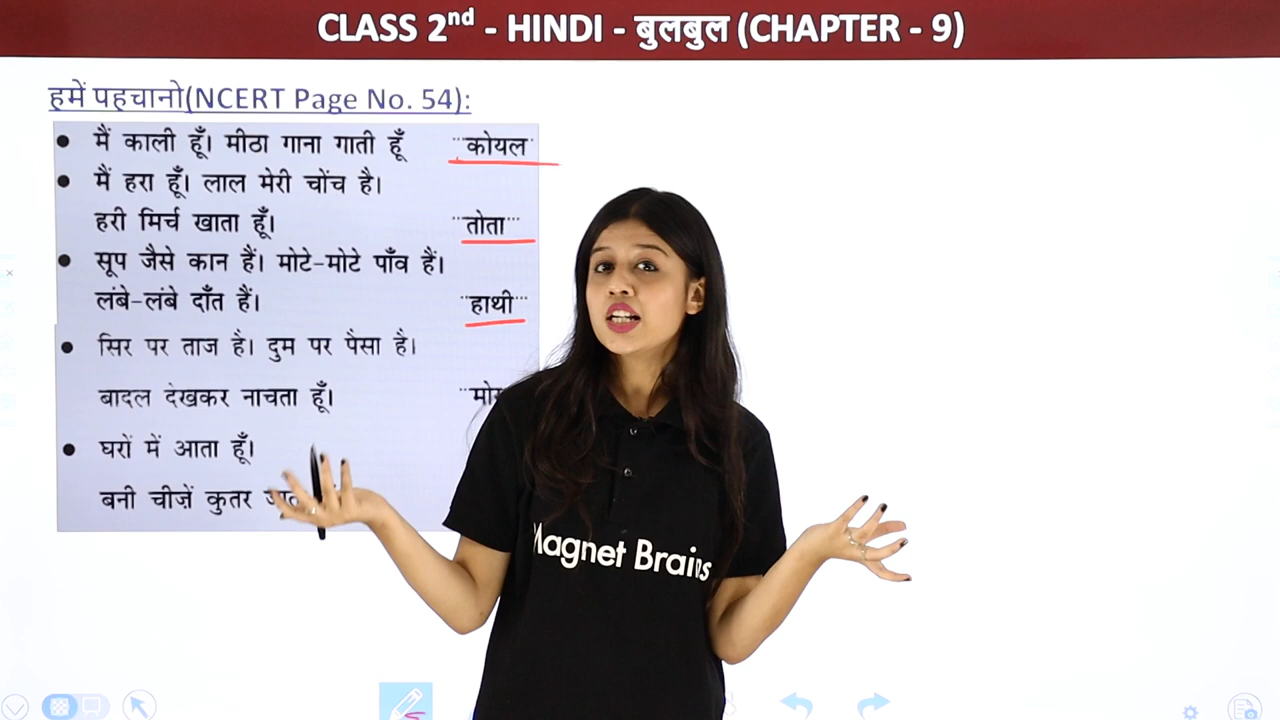 CLASS 2nd - HINDI - बुलबुल (CHAPTER - 9)
हमें पहचानो(NCERT Page No. 54):
• मैं काली हूँ। मीठा गाना गाती हूँ कोयल
• मैं हरा हूँ। लाल मेरी चोंच है।
हरी मिर्च खाता हूँ। तोता
• सूप जैसे कान हैं। मोटे-मोटे पाँव हैं।
लंबे-लंबे दाँत हैं। हाथी
• सिर पर ताज है। दुम पर पैसा है।
बादल देखकर नाचता हूँ।
• घरों में आता हूँ।
बनी चीज़ें कुतर
Magnet Brains